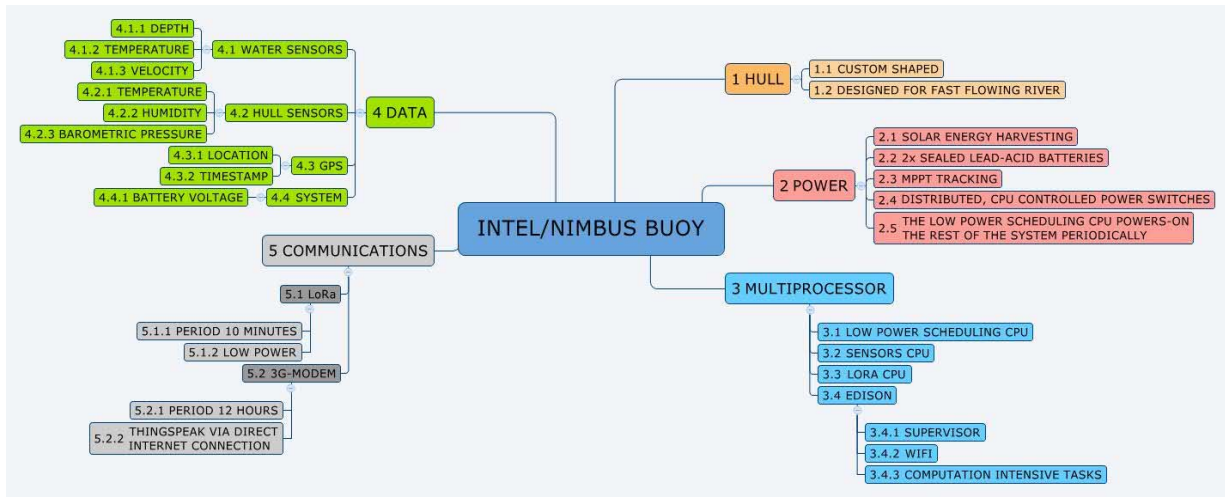 INTEL/NIMBUS BUOY
1 HULL
1.1 CUSTOM SHAPED
1.2 DESIGNED FOR FAST FLOWING RIVER
2 POWER
2.1 SOLAR ENERGY HARVESTING
2.2 2x SEALED LEAD-ACID BATTERIES
2.3 MPPT TRACKING
2.4 DISTRIBUTED, CPU CONTROLLED POWER SWITCHES
2.5 THE LOW POWER SCHEDULING CPU POWERS-ON
THE REST OF THE SYSTEM PERIODICALLY
3 MULTIPROCESSOR
3.1 LOW POWER SCHEDULING CPU
3.2 SENSORS CPU
3.3 LORA CPU
3.4 EDISON
3.4.1 SUPERVISOR
3.4.2 WIFI
3.4.3 COMPUTATION INTENSIVE TASKS
4 DATA
4.1 WATER SENSORS
4.1.1 DEPTH
4.1.2 TEMPERATURE
4.1.3 VELOCITY
4.2 HULL SENSORS
4.2.1 TEMPERATURE
4.2.2 HUMIDITY
4.2.3 BAROMETRIC PRESSURE
4.3 GPS
4.3.1 LOCATION
4.3.2 TIMESTAMP
4.4 SYSTEM
4.4.1 BATTERY VOLTAGE
5 COMMUNICATIONS
5.1 LoRa
5.1.1 PERIOD 10 MINUTES
5.1.2 LOW POWER
5.2 3G-MODEM
5.2.1 PERIOD 12 HOURS
5.2.2 THINGSPEAK VIA DIRECT
INTERNET CONNECTION